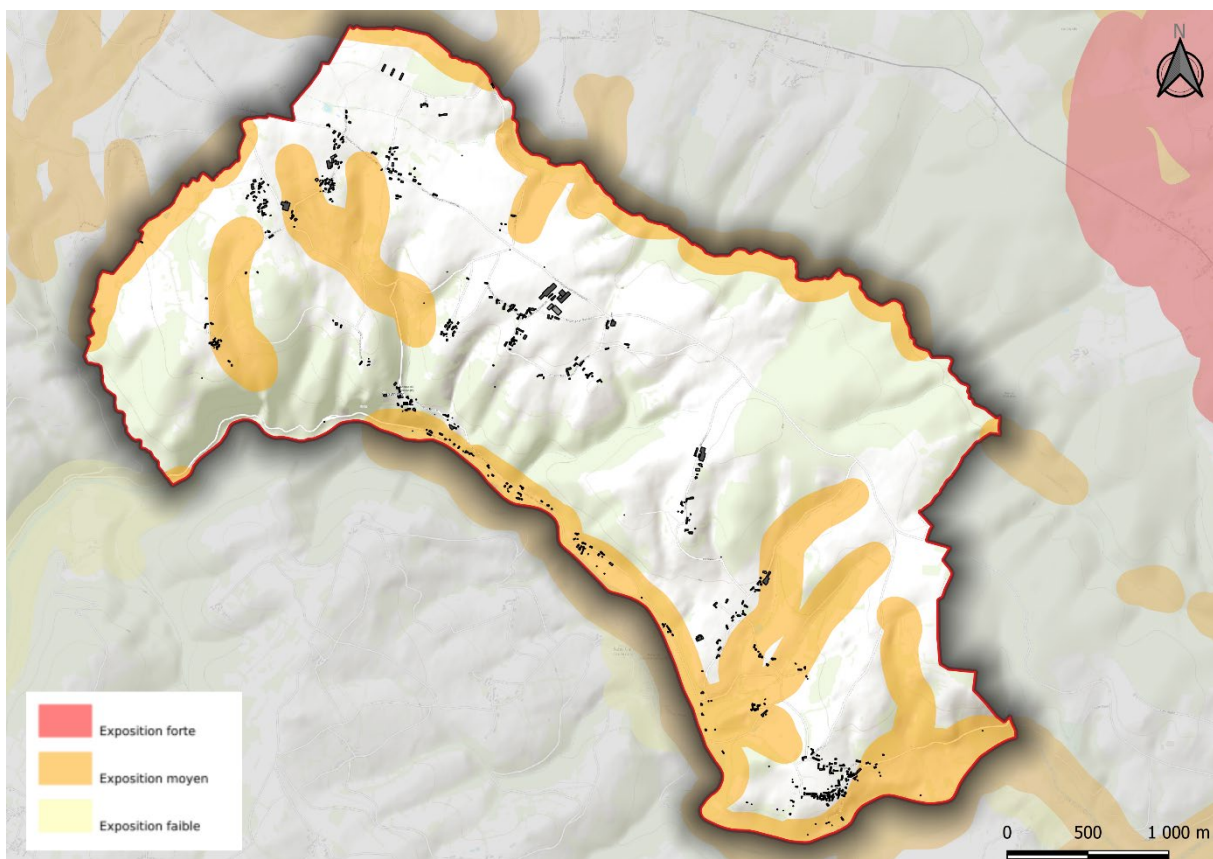 N
Exposition forte
Exposition moyen
Exposition faible
0 500 1 000 m